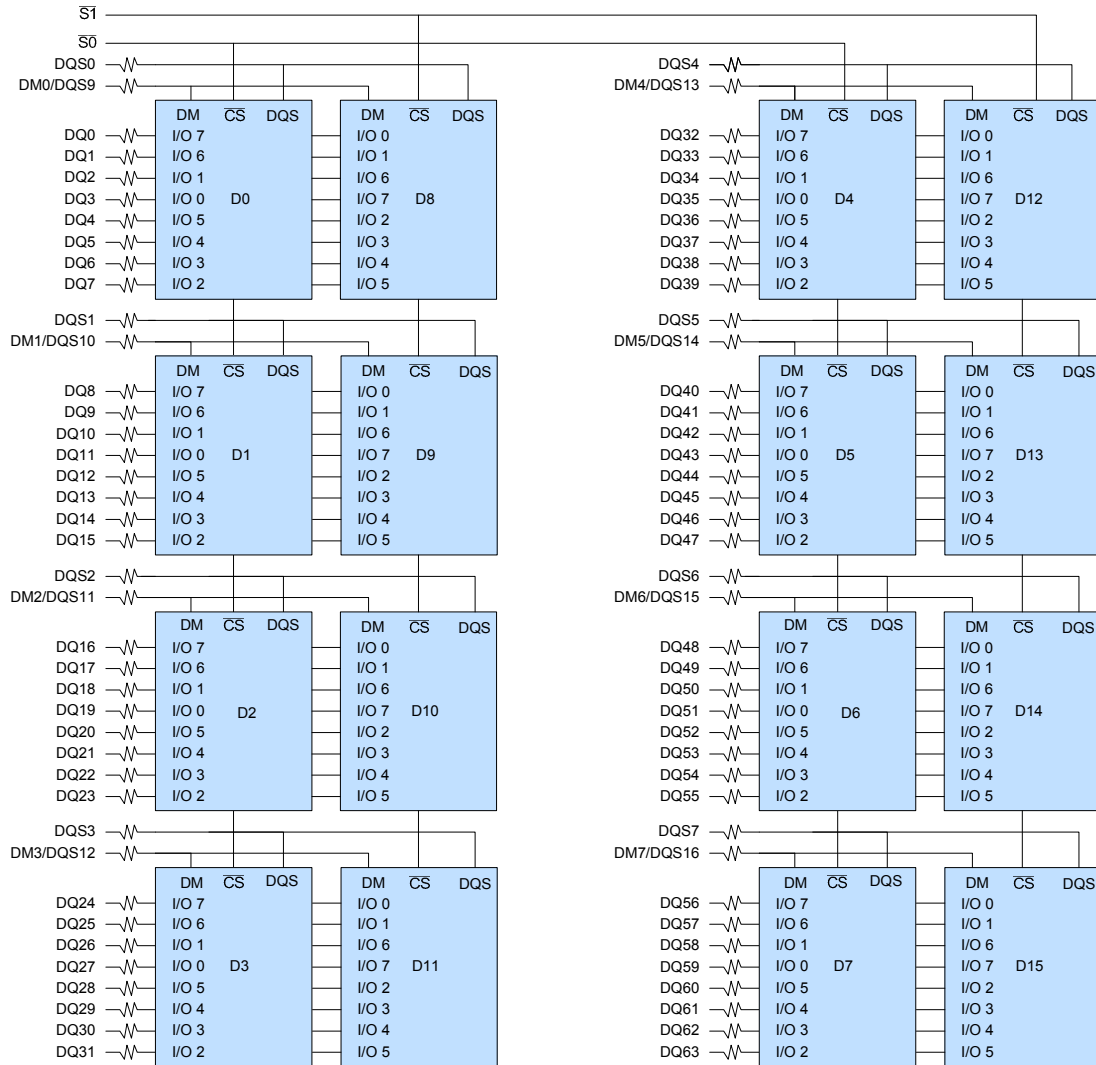 S1
S0
DQS0 DQS4
DM0/DQS9 DM4/DQS13
DM CS DQS DM CS DQS DM CS DQS DM CS DQS
DQ0 I/O 7 I/O 0 DQ32 I/O 7 I/O 0
DQ1 I/O 6 I/O 1 DQ33 I/O 6 I/O 1
DQ2 I/O 1 I/O 6 DQ34 I/O 1 I/O 6
DQ3 I/O 0 D0 I/O 7 D8 DQ35 I/O 0 D4 I/O 7 D12
DQ4 I/O 5 I/O 2 DQ36 I/O 5 I/O 2
DQ5 I/O 4 I/O 3 DQ37 I/O 4 I/O 3
DQ6 I/O 3 I/O 4 DQ38 I/O 3 I/O 4
DQ7 I/O 2 I/O 5 DQ39 I/O 2 I/O 5
DQS1 DQS5
DM1/DQS10 DM5/DQS14
DM CS DQS DM CS DQS DM CS DQS DM CS DQS
DQ8 I/O 7 I/O 0 DQ40 I/O 7 I/O 0
DQ9 I/O 6 I/O 1 DQ41 I/O 6 I/O 1
DQ10 I/O 1 I/O 6 DQ42 I/O 1 I/O 6
DQ11 I/O 0 D1 I/O 7 D9 DQ43 I/O 0 D5 I/O 7 D13
DQ12 I/O 5 I/O 2 DQ44 I/O 5 I/O 2
DQ13 I/O 4 I/O 3 DQ45 I/O 4 I/O 3
DQ14 I/O 3 I/O 4 DQ46 I/O 3 I/O 4
DQ15 I/O 2 I/O 5 DQ47 I/O 2 I/O 5
DQS2 DQS6
DM2/DQS11 DM6/DQS15
DM CS DQS DM CS DQS DM CS DQS DM CS DQS
DQ16 I/O 7 I/O 0 DQ48 I/O 7 I/O 0
DQ17 I/O 6 I/O 1 DQ49 I/O 6 I/O 1
DQ18 I/O 1 I/O 6 DQ50 I/O 1 I/O 6
DQ19 I/O 0 D2 I/O 7 D10 DQ51 I/O 0 D6 I/O 7 D14
DQ20 I/O 5 I/O 2 DQ52 I/O 5 I/O 2
DQ21 I/O 4 I/O 3 DQ53 I/O 4 I/O 3
DQ22 I/O 3 I/O 4 DQ54 I/O 3 I/O 4
DQ23 I/O 2 I/O 5 DQ55 I/O 2 I/O 5
DQS3 DQS7
DM3/DQS12 DM7/DQS16
DM CS DQS DM CS DQS DM CS DQS DM CS DQS
DQ24 I/O 7 I/O 0 DQ56 I/O 7 I/O 0
DQ25 I/O 6 I/O 1 DQ57 I/O 6 I/O 1
DQ26 I/O 1 I/O 6 DQ58 I/O 1 I/O 6
DQ27 I/O 0 D3 I/O 7 D11 DQ59 I/O 0 D7 I/O 7 D15
DQ28 I/O 5 I/O 2 DQ60 I/O 5 I/O 2
DQ29 I/O 4 I/O 3 DQ61 I/O 4 I/O 3
DQ30 I/O 3 I/O 4 DQ62 I/O 3 I/O 4
DQ31 I/O 2 I/O 5 DQ63 I/O 2 I/O 5